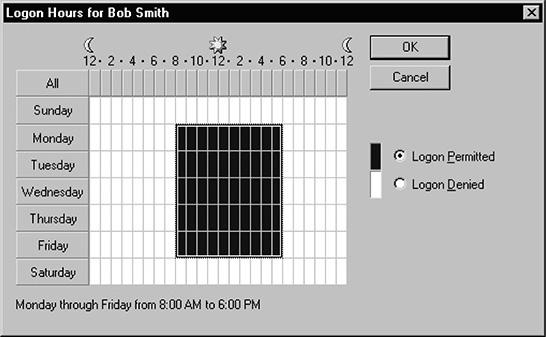 Logon Hours for Bob Smith
12 · 2 · 4 · 6 · 8 · 10 · 12 · 2 · 4 · 6 · 8 · 10 · 12
OK
Cancel
All
Sunday
Monday
Tuesday
Wednesday
Thursday
Friday
Saturday
Logon Permitted
Logon Denied
Monday through Friday from 8:00 AM to 6:00 PM